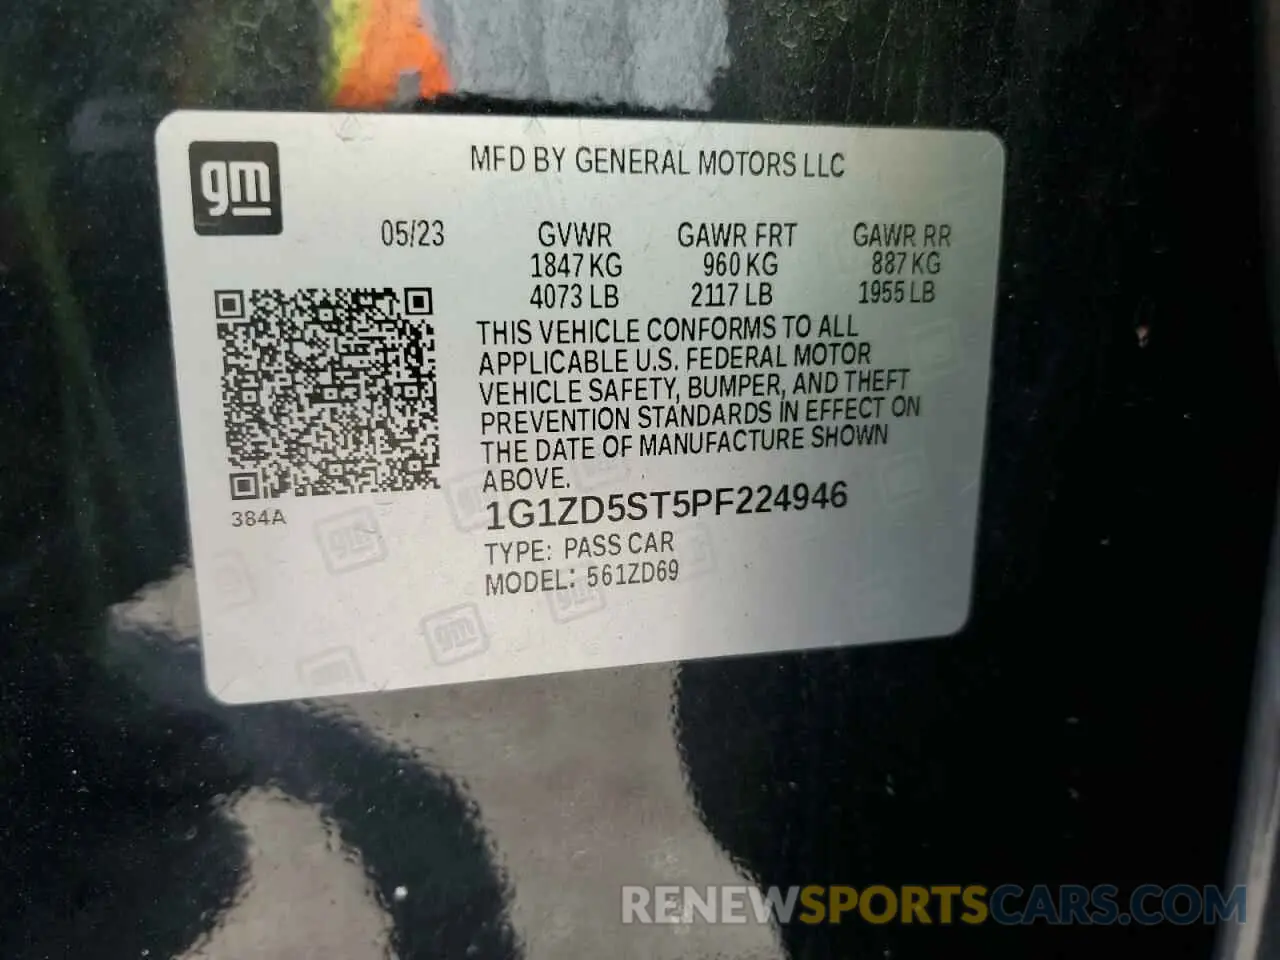 gm
MFD BY GENERAL MOTORS LLC
05/23
GVWR GAWR FRT GAWR RR
1847 KG 960 KG 887 KG
4073 LB 2117 LB 1955 LB
THIS VEHICLE CONFORMS TO ALL
APPLICABLE U.S. FEDERAL MOTOR
VEHICLE SAFETY, BUMPER, AND THEFT
PREVENTION STANDARDS IN EFFECT ON
THE DATE OF MANUFACTURE SHOWN
ABOVE.
384A
1G1ZD5ST5PF224946
TYPE: PASS CAR
MODEL: 561ZD69
gm
gm
gm
RENEWSPORTSCARS.COM